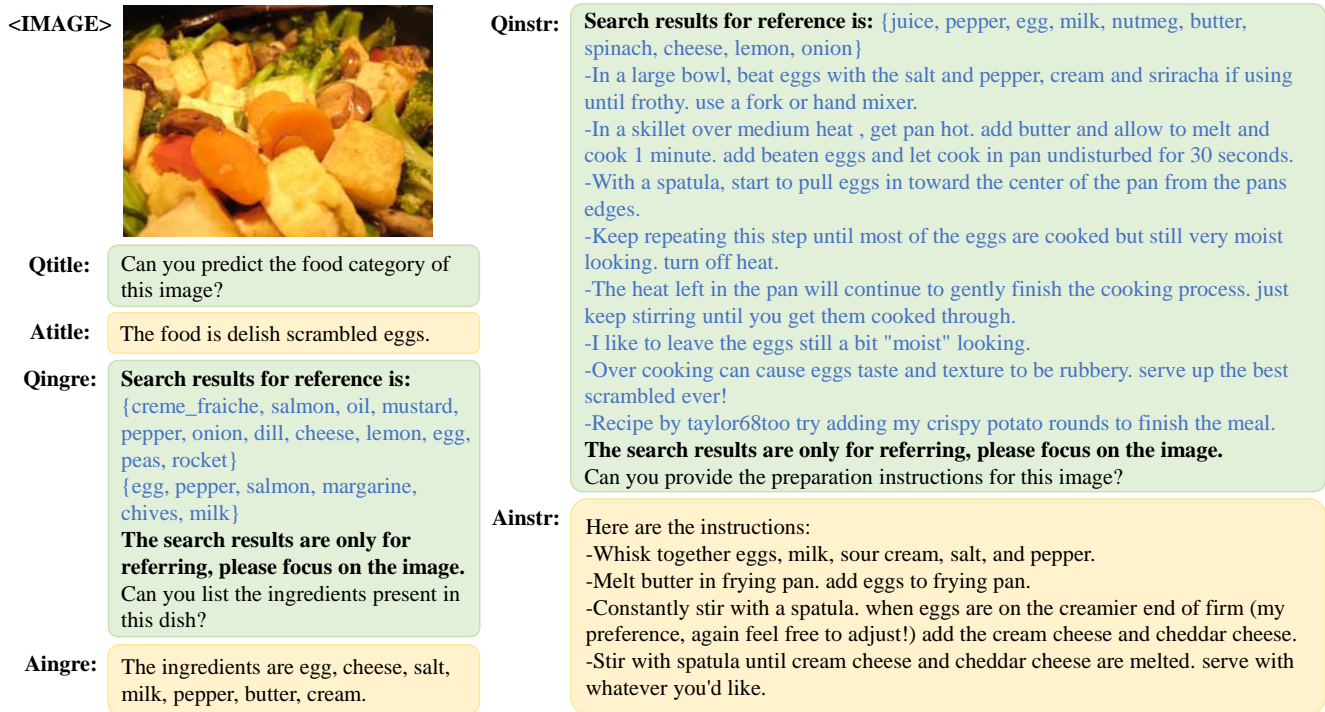 <IMAGE>
Qtitle:
Can you predict the food category of
this image?
Atitle:
The food is delish scrambled eggs.
Qingre:
Search results for reference is:
{creme_fraiche, salmon, oil, mustard,
pepper, onion, dill, cheese, lemon, egg,
peas, rocket}
{egg, pepper, salmon, margarine,
chives, milk}
The search results are only for
referring, please focus on the image.
Can you list the ingredients present in
this dish?
Aingre:
The ingredients are egg, cheese, salt,
milk, pepper, butter, cream.
Qinstr:
Search results for reference is: {juice, pepper, egg, milk, nutmeg, butter,
spinach, cheese, lemon, onion}
-In a large bowl, beat eggs with the salt and pepper, cream and sriracha if using
until frothy. use a fork or hand mixer.
-In a skillet over medium heat , get pan hot. add butter and allow to melt and
cook 1 minute. add beaten eggs and let cook in pan undisturbed for 30 seconds.
-With a spatula, start to pull eggs in toward the center of the pan from the pans
edges.
-Keep repeating this step until most of the eggs are cooked but still very moist
looking. turn off heat.
-The heat left in the pan will continue to gently finish the cooking process. just
keep stirring until you get them cooked through.
-I like to leave the eggs still a bit "moist" looking.
-Over cooking can cause eggs taste and texture to be rubbery. serve up the best
scrambled ever!
-Recipe by taylor68too try adding my crispy potato rounds to finish the meal.
The search results are only for referring, please focus on the image.
Can you provide the preparation instructions for this image?
Ainstr:
Here are the instructions:
-Whisk together eggs, milk, sour cream, salt, and pepper.
-Melt butter in frying pan. add eggs to frying pan.
-Constantly stir with a spatula. when eggs are on the creamier end of firm (my
preference, again feel free to adjust!) add the cream cheese and cheddar cheese.
-Stir with spatula until cream cheese and cheddar cheese are melted. serve with
whatever you'd like.